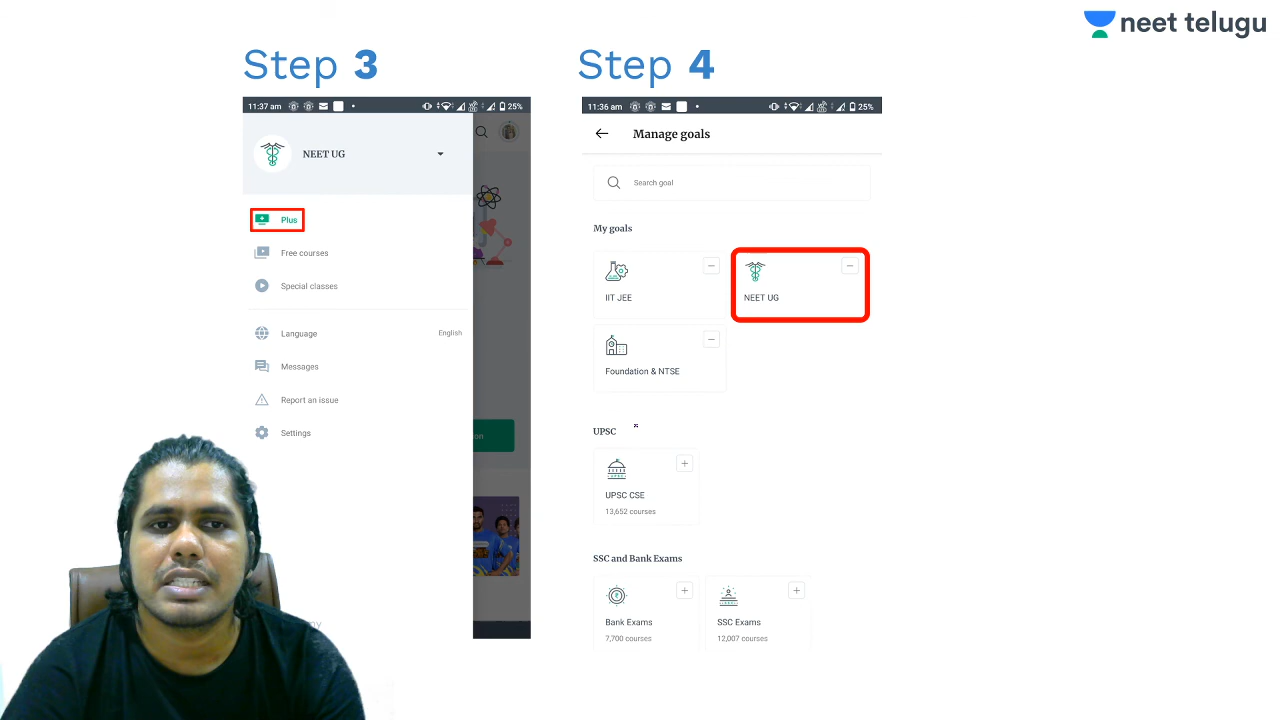 neet telugu
Step 3
11:37 am
25%
NEET UG
Plus
Free courses
Special classes
Language English
Messages
Report an issue
Settings
Step 4
11:36 am
25%
Manage goals
Search goal
My goals
IIT JEE
NEET UG
Foundation & NTSE
UPSC
UPSC CSE
13,652 courses
SSC and Bank Exams
Bank Exams
7,700 courses
SSC Exams
12,007 courses